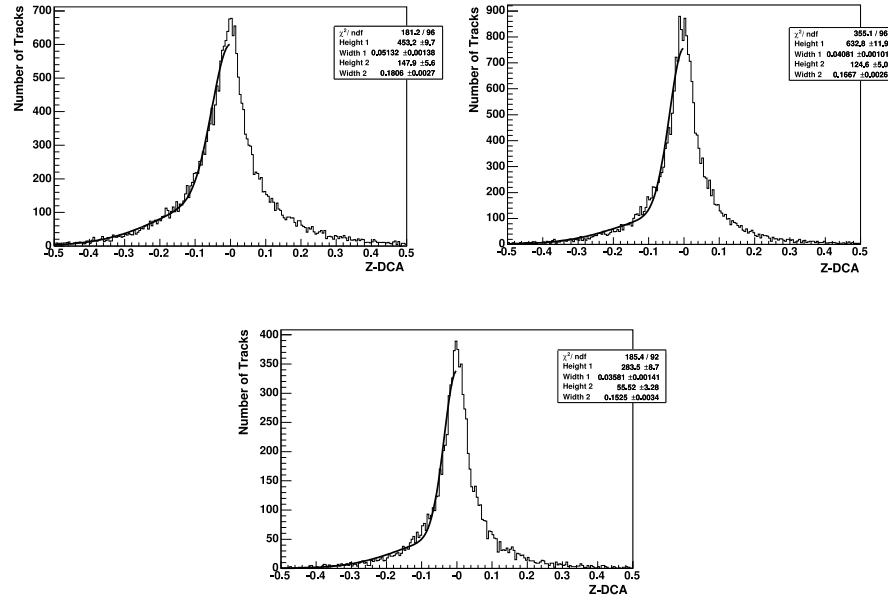 Number of Tracks
700
600
500
400
300
200
100
0
-0.5 -0.4 -0.3 -0.2 -0.1 -0 0.1 0.2 0.3 0.4 0.5
Z-DCA
χ²/ ndf 181.2 / 96
Height 1 453.2 ±9.7
Width 1 0.05132 ±0.00138
Height 2 147.9 ±5.6
Width 2 0.1806 ±0.0027
Number of Tracks
900
800
700
600
500
400
300
200
100
0
-0.5 -0.4 -0.3 -0.2 -0.1 -0 0.1 0.2 0.3 0.4 0.5
Z-DCA
χ²/ ndf 355.1 / 96
Height 1 632.8 ±11.9
Width 1 0.04081 ±0.00101
Height 2 124.6 ±5.0
Width 2 0.1667 ±0.0026
Number of Tracks
400
350
300
250
200
150
100
50
0
-0.5 -0.4 -0.3 -0.2 -0.1 -0 0.1 0.2 0.3 0.4 0.5
Z-DCA
χ²/ ndf 185.4 / 92
Height 1 283.5 ±8.7
Width 1 0.03581 ±0.00141
Height 2 55.52 ±3.28
Width 2 0.1525 ±0.0034